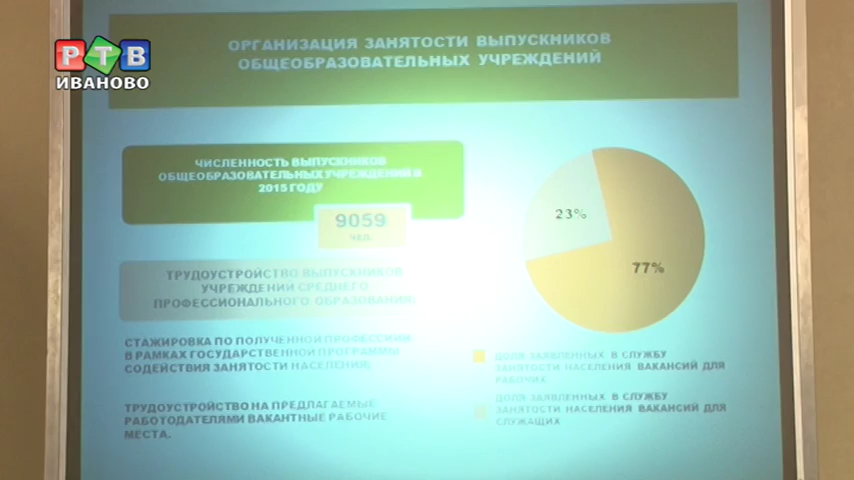 РТВ
ИВАНОВО
ОРГАНИЗАЦИЯ ЗАНЯТОСТИ ВЫПУСКНИКОВ
ОБЩЕОБРАЗОВАТЕЛЬНЫХ УЧРЕЖДЕНИЙ
ЧИСЛЕННОСТЬ ВЫПУСКНИКОВ
ОБЩЕОБРАЗОВАТЕЛЬНЫХ УЧРЕЖДЕНИЙ В
2015 ГОДУ
9059
ЧЕЛ.
ТРУДОУСТРОЙСТВО ВЫПУСКНИКОВ
УЧРЕЖДЕНИЙ СРЕДНЕГО
ПРОФЕССИОНАЛЬНОГО ОБРАЗОВАНИЯ:
СТАЖИРОВКА ПО ПОЛУЧЕННОЙ ПРОФЕССИИ
В РАМКАХ ГОСУДАРСТВЕННОЙ ПРОГРАММЫ
СОДЕЙСТВИЯ ЗАНЯТОСТИ НАСЕЛЕНИЯ;
ТРУДОУСТРОЙСТВО НА ПРЕДЛАГАЕМЫЕ
РАБОТОДАТЕЛЯМИ ВАКАНТНЫЕ РАБОЧИЕ
МЕСТА.
23%
77%
ДОЛЯ ЗАЯВЛЕННЫХ В СЛУЖБУ
ЗАНЯТОСТИ НАСЕЛЕНИЯ ВАКАНСИЙ ДЛЯ
РАБОЧИХ
ДОЛЯ ЗАЯВЛЕННЫХ В СЛУЖБУ
ЗАНЯТОСТИ НАСЕЛЕНИЯ ВАКАНСИЙ ДЛЯ
СЛУЖАЩИХ